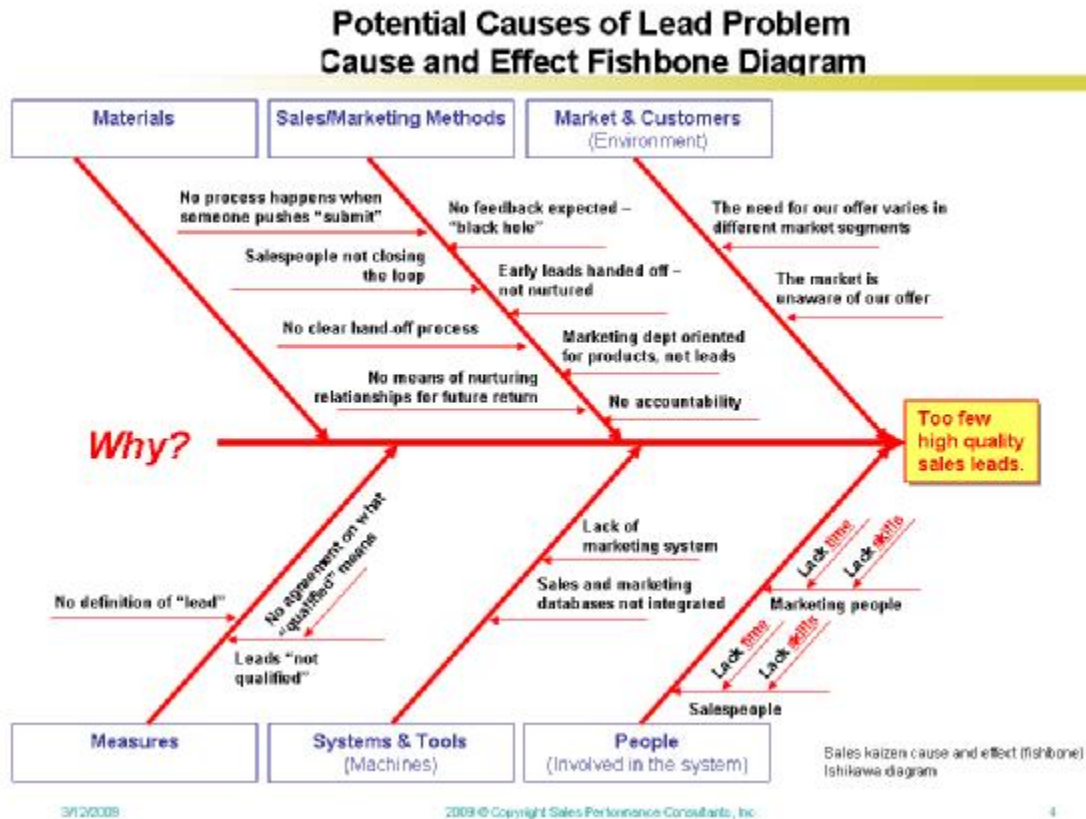 Potential Causes of Lead Problem
Cause and Effect Fishbone Diagram
Materials
Sales/Marketing Methods
Market & Customers
(Environment)
No process happens when
someone pushes "submit"
Salespeople not closing
the loop
No clear hand-off process
No means of nurturing
relationships for future return
No feedback expected –
"black hole"
Early leads handed off –
not nurtured
Marketing dept oriented
for products, not leads
No accountability
The need for our offer varies in
different market segments
The market is
unaware of our offer
Why?
Too few
high quality
sales leads.
No definition of "lead"
No agreement on what
"qualified" means
Leads "not
qualified"
Lack of
marketing system
Sales and marketing
databases not integrated
Lack time
Lack skills
Marketing people
Lack time
Lack skills
Salespeople
Measures
Systems & Tools
(Machines)
People
(Involved in the system)
Sales kaizen cause and effect (fishbone)
Ishikawa diagram
3/12/2009
2009 © Copyright Sales Performance Consultants, Inc
4